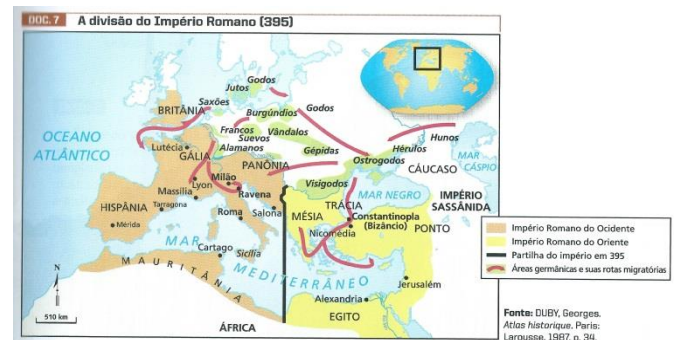 DOC. 7 A divisão do Império Romano (395)
Godos
Jutos
Saxões
BRITÂNIA
Burgúndios
Godos
Francos
Vândalos
Suevos
Hunos
OCEANO
ATLÂNTICO
Lutécia
GÁLIA
Alamanos
Gépidas
Hérulos
MAR
CÁSPIO
PANÔNIA
Ostrogodos
CÁUCASO
Lyon
Milão
Visigodos
Massília
Ravena
MAR NEGRO
IMPÉRIO
SASSÂNIDA
HISPÂNIA
Tarragona
Roma
Salona
MÉSIA
TRÁCIA
Constantinopla
(Bizâncio)
PONTO
Mérida
Nicomédia
MAR
Cartago
Sicília
MAURITÂNIA
MEDITERRÂNEO
Jerusalém
Alexandria
N
510 km
ÁFRICA
EGITO
Império Romano do Ocidente
Império Romano do Oriente
Partilha do império em 395
Áreas germânicas e suas rotas migratórias
Fonte: DUBY, Georges.
Atlas historique. Paris:
Larousse, 1987. p. 34.